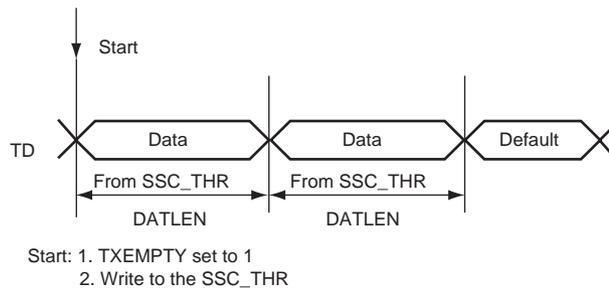 Start
TD
Data
Data
Default
From SSC_THR
From SSC_THR
DATLEN
DATLEN
Start: 1. TXEMPTY set to 1
2. Write to the SSC_THR